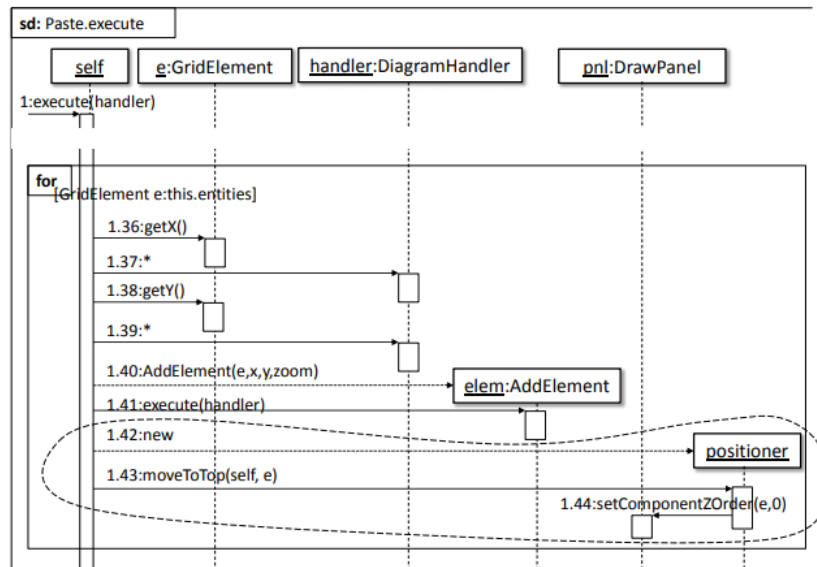 sd: Paste.execute
self
e:GridElement
handler:DiagramHandler
pnl:DrawPanel
1:execute(handler)
for
[GridElement e:this.entities]
1.36:getX()
1.37:*
1.38:getY()
1.39:*
1.40:AddElement(e,x,y,zoom)
elem:AddElement
1.41:execute(handler)
1.42:new
positioner
1.43:moveToTop(self, e)
1.44:setComponentZOrder(e,0)